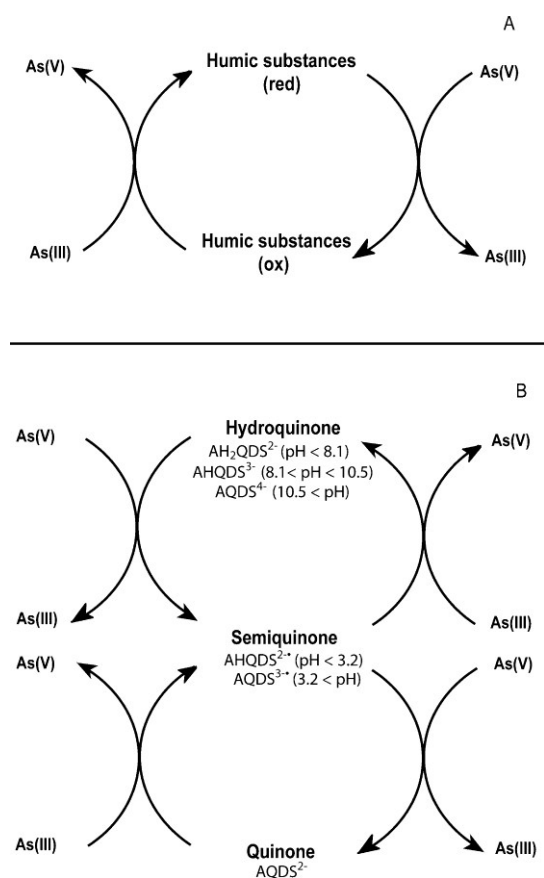 A
As(V)
Humic substances
(red)
As(V)
As(III)
Humic substances
(ox)
As(III)
B
As(V)
Hydroquinone
AH₂QDS²⁻ (pH < 8.1)
AHQDS³⁻ (8.1< pH < 10.5)
AQDS⁴⁻ (10.5 < pH)
As(V)
As(III)
Semiquinone
As(III)
As(V)
AHQDS²⁻• (pH < 3.2)
AQDS³⁻• (3.2 < pH)
As(V)
As(III)
Quinone
AQDS²⁻
As(III)